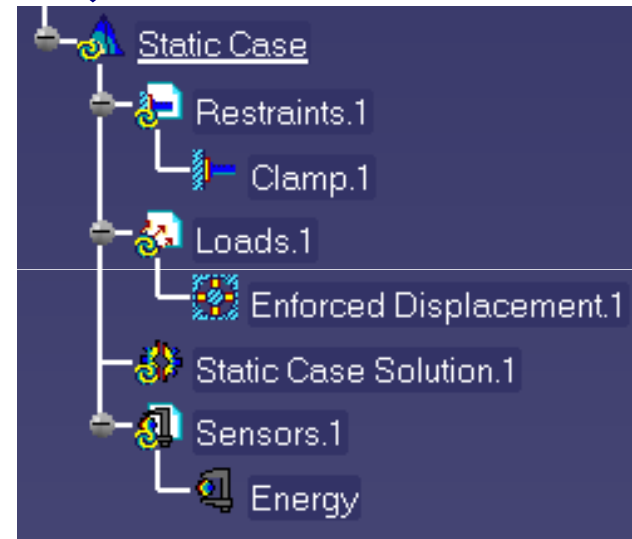 Static Case
Restraints.1
Clamp.1
Loads.1
Enforced Displacement.1
Static Case Solution.1
Sensors.1
Energy